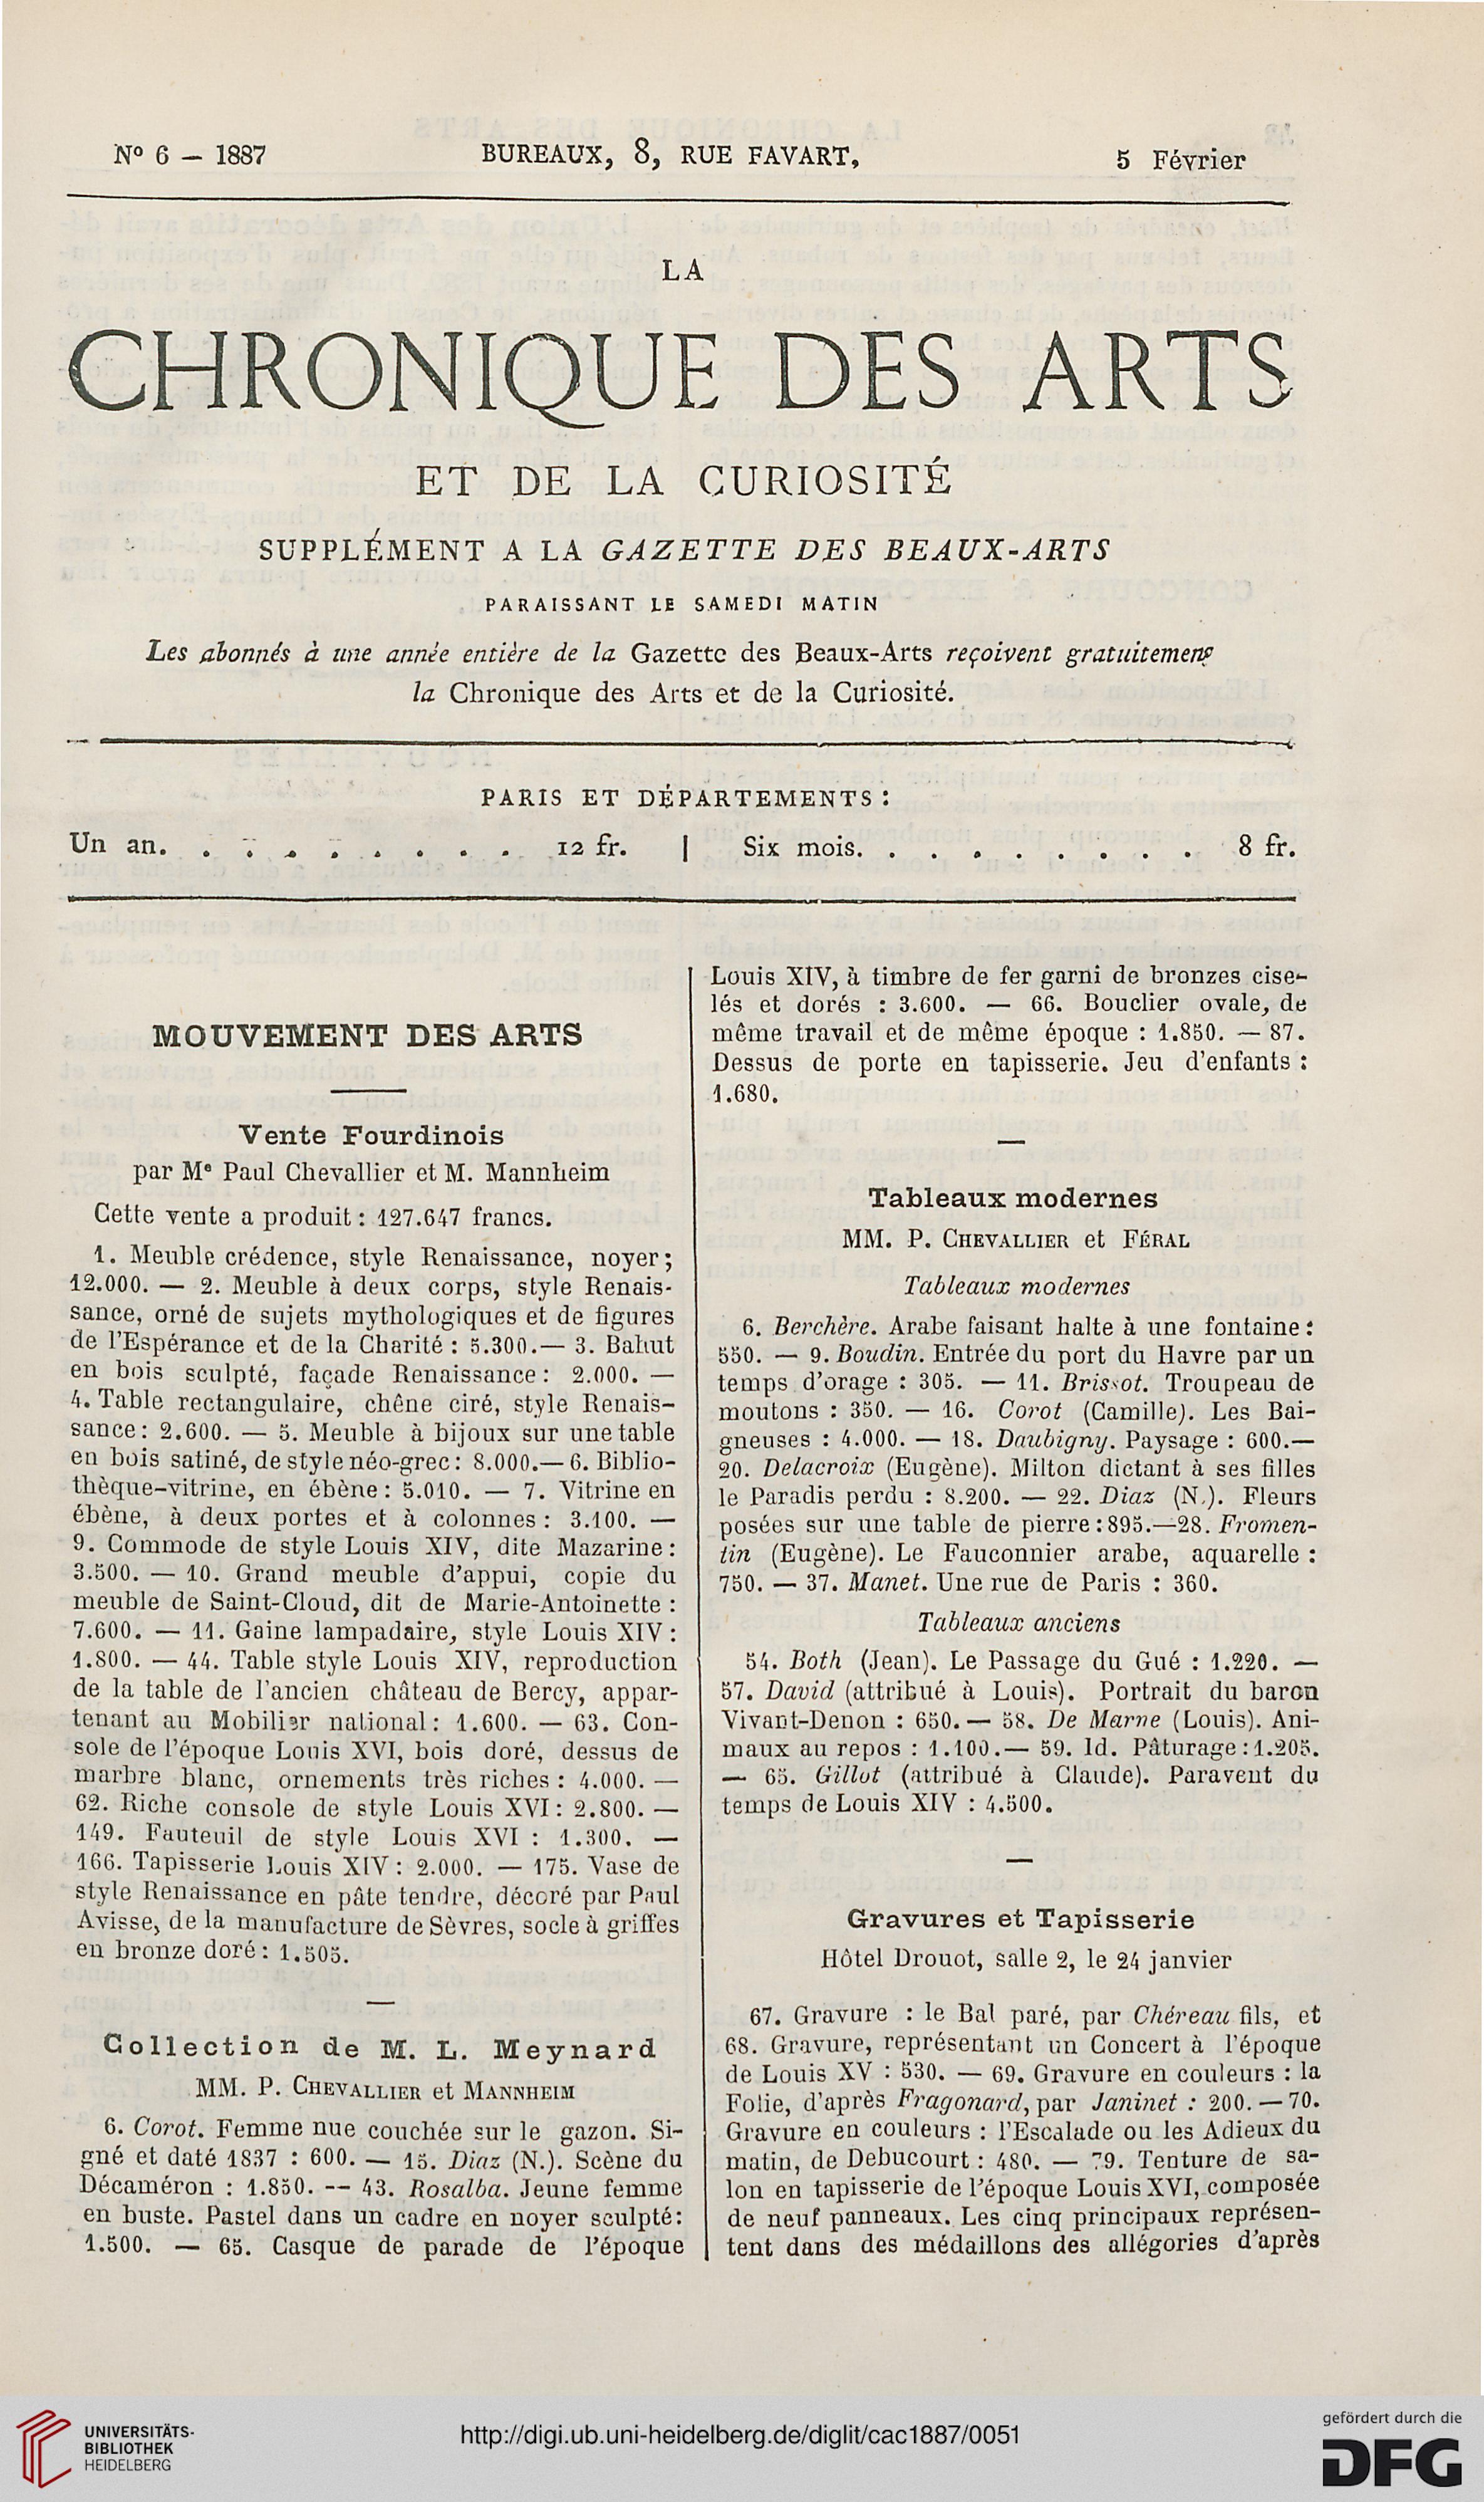 N° 6 — 1887
BUREAUX, 8, RUE FAVART,
5 Février
LA
CHRONIQUE DES ARTS
ET DE LA CURIOSITÉ
SUPPLÉMENT A LA GAZETTE DES BEAUX-ARTS
PARAISSANT LE SAMEDI MATIN
Les abonnés à une année entière de la Gazette des Beaux-Arts reçoivent gratuitement
la Chronique des Arts et de la Curiosité.
PARIS ET DÉPARTEMENTS :
Un an. . . . . . . . . 12 fr. | Six mois. . . . . . . . . 8 fr.
MOUVEMENT DES ARTS
Vente Fourdinois
par Mᵉ Paul Chevallier et M. Mannheim
Cette vente a produit : 127.647 francs.
1. Meuble crédence, style Renaissance, noyer ;
12.000. — 2. Meuble à deux corps, style Renais-
sance, orné de sujets mythologiques et de figures
de l'Espérance et de la Charité : 5.300. — 3. Bahut
en bois sculpté, façade Renaissance : 2.000. —
4. Table rectangulaire, chêne ciré, style Renais-
sance : 2.600. — 5. Meuble à bijoux sur une table
en bois satiné, de style néo-grec : 8.000. — 6. Biblio-
thèque-vitrine, en ébène : 5.010. — 7. Vitrine en
ébène, à deux portes et à colonnes : 3.100. —
9. Commode de style Louis XIV, dite Mazarine :
3.500. — 10. Grand meuble d'appui, copie du
meuble de Saint-Cloud, dit de Marie-Antoinette :
7.600. — 11. Gaine lampadaire, style Louis XIV :
1.800. — 44. Table style Louis XIV, reproduction
de la table de l'ancien château de Bercy, appar-
tenant au Mobilier national : 1.600. — 63. Con-
sole de l'époque Louis XVI, bois doré, dessus de
marbre blanc, ornements très riches : 4.000. —
62. Riche console de style Louis XVI : 2.800. —
149. Fauteuil de style Louis XVI : 1.300. —
166. Tapisserie Louis XIV : 2.000. — 175. Vase de
style Renaissance en pâte tendre, décoré par Paul
Avisse, de la manufacture de Sèvres, socle à griffes
en bronze doré : 1.505.
Collection de M. L. Meynard
MM. P. CHEVALLIER et MANNHEIM
6. Corot. Femme nue couchée sur le gazon. Si-
gné et daté 1837 : 600. — 15. Diaz (N.). Scène du
Décaméron : 1.850. -- 43. Rosalba. Jeune femme
en buste. Pastel dans un cadre en noyer sculpté :
1.500. — 65. Casque de parade de l'époque
Louis XIV, à timbre de fer garni de bronzes cise-
lés et dorés : 3.600. — 66. Bouclier ovale, de
même travail et de même époque : 1.850. — 87.
Dessus de porte en tapisserie. Jeu d'enfants :
1.680.
Tableaux modernes
MM. P. CHEVALLIER et FÉRAL
Tableaux modernes
6. Berchère. Arabe faisant halte à une fontaine :
550. — 9. Boudin. Entrée du port du Havre par un
temps d'orage : 305. — 11. Brissot. Troupeau de
moutons : 350. — 16. Corot (Camille). Les Bai-
gneuses : 4.000. — 18. Daubigny. Paysage : 600.—
20. Delacroix (Eugène). Milton dictant à ses filles
le Paradis perdu : 8.200. — 22. Diaz (N.). Fleurs
posées sur une table de pierre : 895.—28. Fromen-
tin (Eugène). Le Fauconnier arabe, aquarelle :
750. — 37. Manet. Une rue de Paris : 360.
Tableaux anciens
54. Both (Jean). Le Passage du Gué : 1.220. —
57. David (attribué à Louis). Portrait du baron
Vivant-Denon : 650. — 58. De Marne (Louis). Ani-
maux au repos : 1.100. — 59. Id. Pâturage : 1.205.
— 65. Gillot (attribué à Claude). Paravent du
temps de Louis XIV : 4.500.
Gravures et Tapisserie
Hôtel Drouot, salle 2, le 24 janvier
67. Gravure : le Bal paré, par Chéreau fils, et
68. Gravure, représentant un Concert à l'époque
de Louis XV : 530. — 69. Gravure en couleurs : la
Folie, d'après Fragonard, par Janinet : 200. — 70.
Gravure en couleurs : l'Escalade ou les Adieux du
matin, de Debucourt : 480. — 79. Tenture de sa-
lon en tapisserie de l'époque Louis XVI, composée
de neuf panneaux. Les cinq principaux représen-
tent dans des médaillons des allégories d'après
UNIVERSITÄTS-
BIBLIOTHEK
HEIDELBERG
http://digi.ub.uni-heidelberg.de/diglit/cac1887/0051
gefördert durch die
DFG